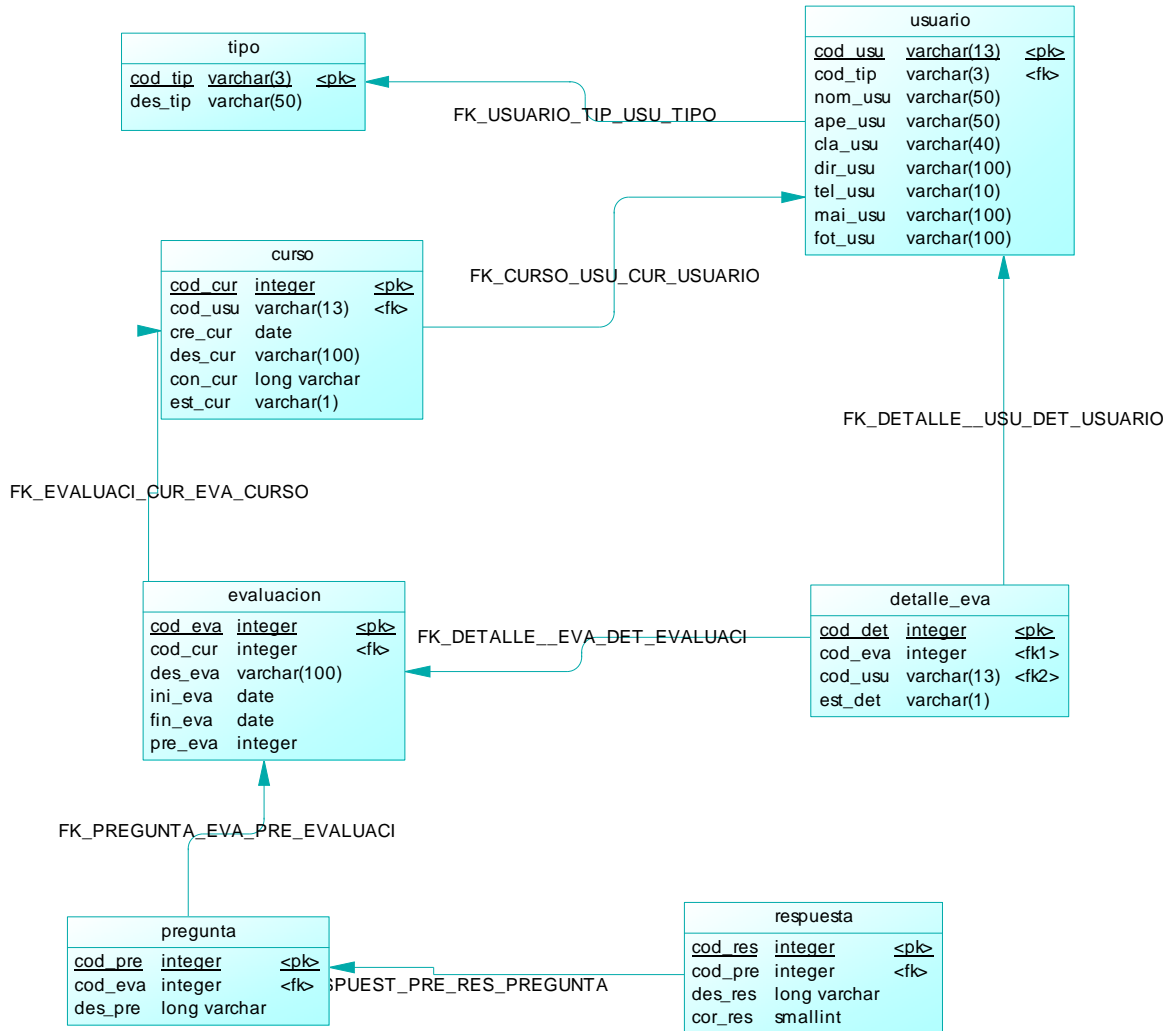 tipo
cod_tip varchar(3) <pk>
des_tip varchar(50)
usuario
cod_usu varchar(13) <pk>
cod_tip varchar(3) <fk>
nom_usu varchar(50)
ape_usu varchar(50)
cla_usu varchar(40)
dir_usu varchar(100)
tel_usu varchar(10)
mai_usu varchar(100)
fot_usu varchar(100)
FK_USUARIO_TIP_USU_TIPO
curso
cod_cur integer <pk>
cod_usu varchar(13) <fk>
cre_cur date
des_cur varchar(100)
con_cur long varchar
est_cur varchar(1)
FK_CURSO_USU_CUR_USUARIO
FK_DETALLE__USU_DET_USUARIO
FK_EVALUACI_CUR_EVA_CURSO
evaluacion
cod_eva integer <pk>
cod_cur integer <fk>
des_eva varchar(100)
ini_eva date
fin_eva date
pre_eva integer
FK_DETALLE__EVA_DET_EVALUACI
detalle_eva
cod_det integer <pk>
cod_eva integer <fk1>
cod_usu varchar(13) <fk2>
est_det varchar(1)
FK_PREGUNTA_EVA_PRE_EVALUACI
pregunta
cod_pre integer <pk>
cod_eva integer <fk>
des_pre long varchar
SPUEST_PRE_RES_PREGUNTA
respuesta
cod_res integer <pk>
cod_pre integer <fk>
des_res long varchar
cor_res smallint